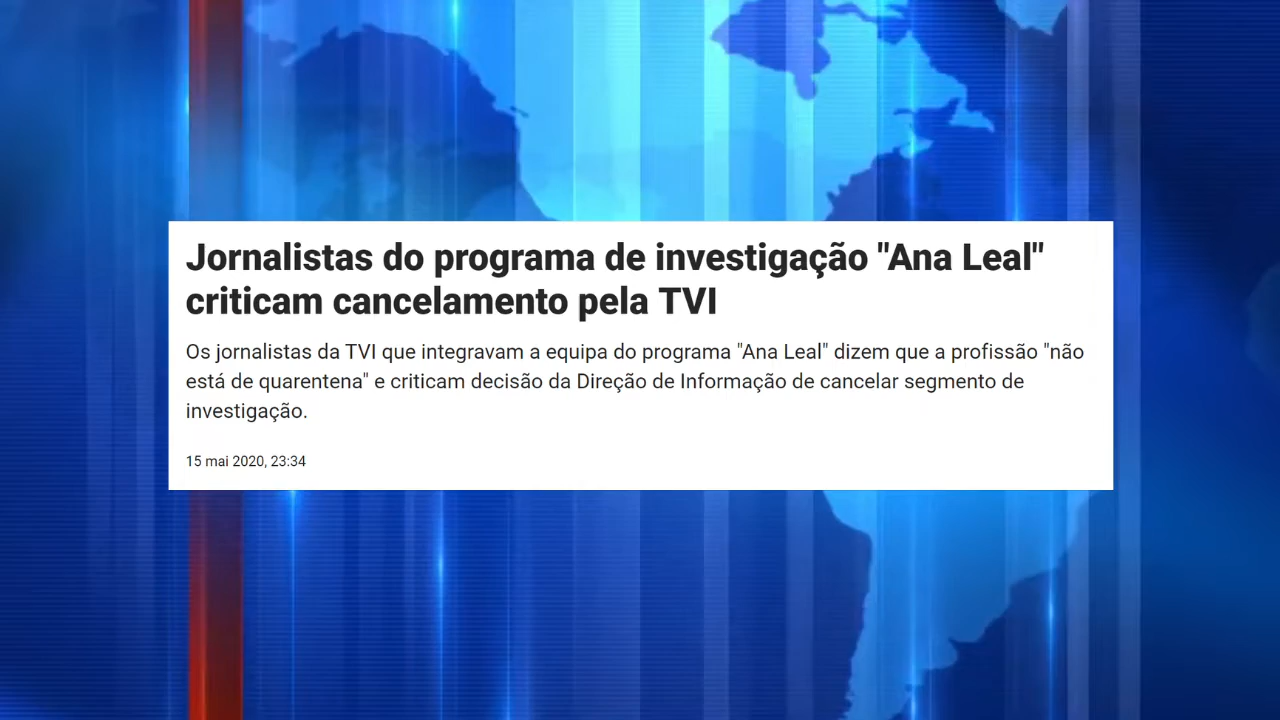 Jornalistas do programa de investigação "Ana Leal"
criticam cancelamento pela TVI
Os jornalistas da TVI que integravam a equipa do programa "Ana Leal" dizem que a profissão "não
está de quarentena" e criticam decisão da Direção de Informação de cancelar segmento de
investigação.
15 mai 2020, 23:34